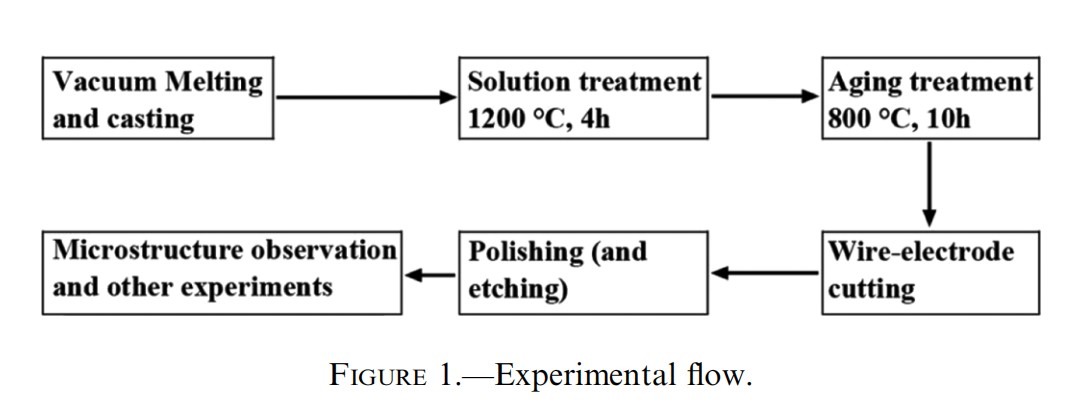 Vacuum Melting
and casting
Solution treatment
1200 °C, 4h
Aging treatment
800 °C, 10h
Wire-electrode
cutting
Polishing (and
etching)
Microstructure observation
and other experiments
FIGURE 1.—Experimental flow.